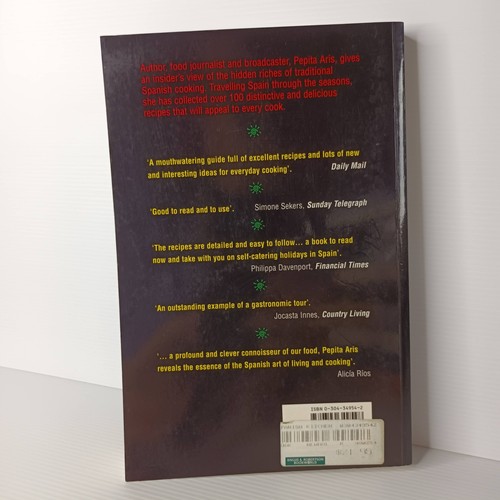 Author, food journalist and broadcaster, Pepita Aris, gives
an insider's view of the hidden riches of traditional
Spanish cooking. Travelling Spain through the seasons,
she has collected over 100 distinctive and delicious
recipes that will appeal to every cook.
'A mouthwatering guide full of excellent recipes and lots of new
and interesting ideas for everyday cooking'. Daily Mail
'Good to read and to use'. Simone Sekers, Sunday Telegraph
'The recipes are detailed and easy to follow... a book to read
now and take with you on self-catering holidays in Spain'.
Philippa Davenport, Financial Times
'An outstanding example of a gastronomic tour'.
Jocasta Innes, Country Living
'... a profound and clever connoisseur of our food, Pepita Aris
reveals the essence of the Spanish art of living and cooking'.
Alicia Ríos
ISBN 0-304-34954-2